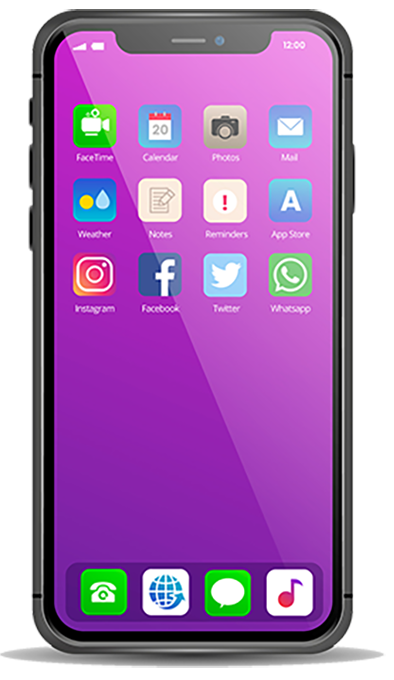 12:00
20
FaceTime Calendar Photos Mail
!
A
Weather Notes Reminders App Store
f
Instagram Facebook Twitter Whatsapp